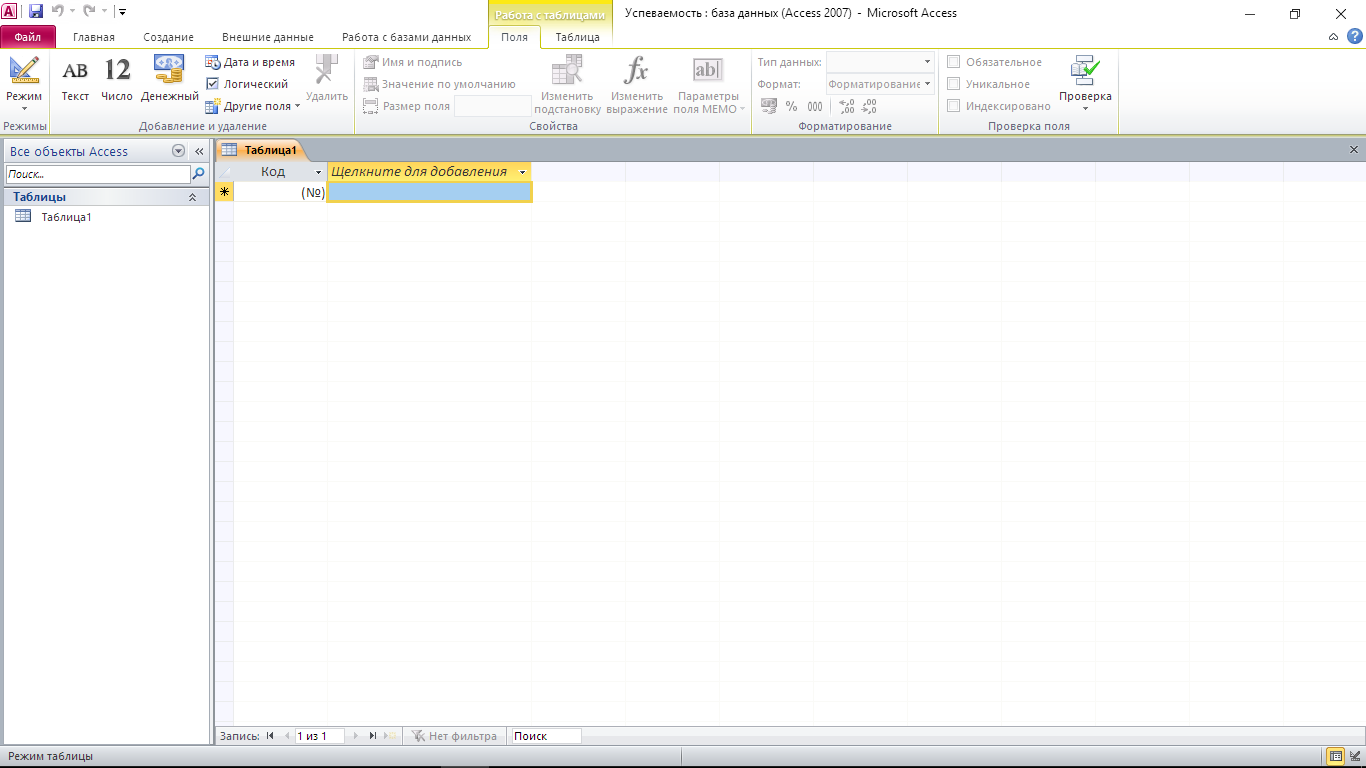 Работа с таблицами
Успеваемость : база данных (Access 2007) - Microsoft Access
Файл Главная Создание Внешние данные Работа с базами данных Поля Таблица
Режим
Режимы
AB
Текст
12
Число
Денежный
Дата и время
Логический
Другие поля
Удалить
Добавление и удаление
Имя и подпись
Значение по умолчанию
Размер поля
Изменить
подстановку
fx
Изменить
выражение
ab
Параметры
поля МЕМО
Свойства
Тип данных:
Формат: Форматирование
% 000 ,00 ,00
Форматирование
Обязательное
Уникальное
Индексировано
Проверка
Проверка поля
Все объекты Access
Поиск...
Таблицы
Таблица1
Таблица1
Код Щелкните для добавления
(№)
Запись: 1 из 1 Нет фильтра Поиск
Режим таблицы